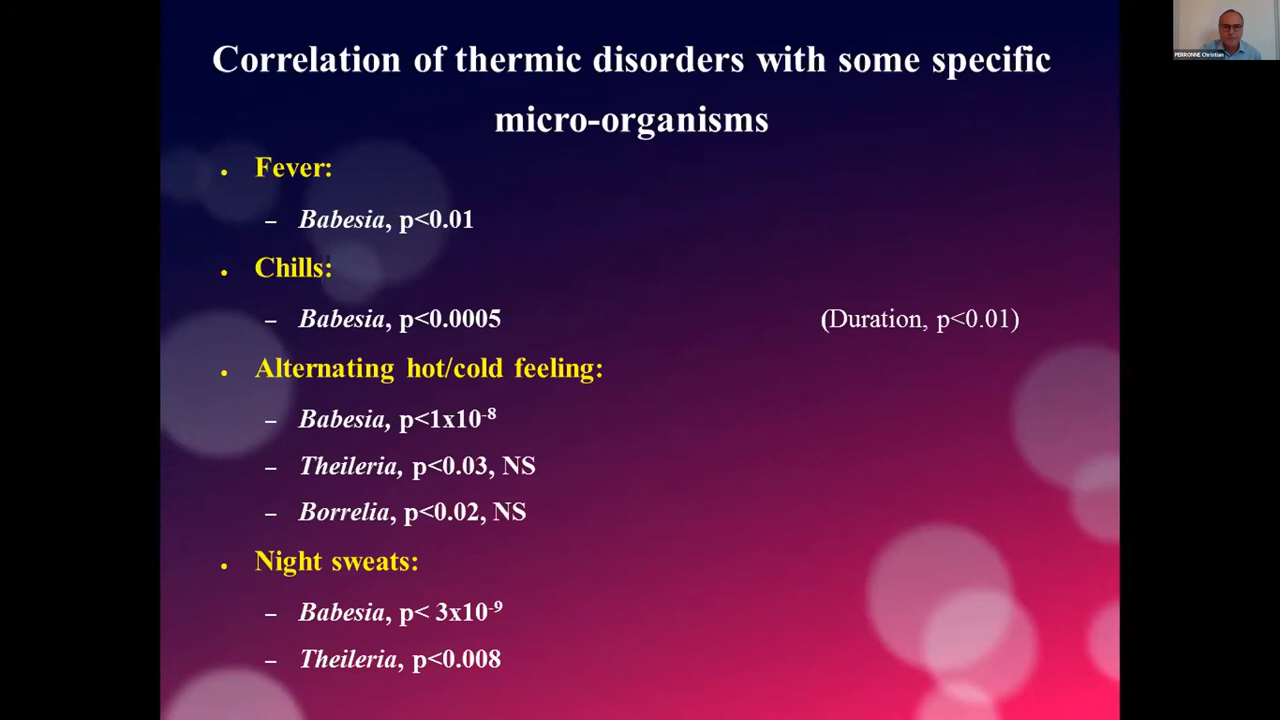 PERRONNE Christian
Correlation of thermic disorders with some specific
micro-organisms
• Fever:
– Babesia, p<0.01
• Chills:
– Babesia, p<0.0005 (Duration, p<0.01)
• Alternating hot/cold feeling:
– Babesia, p<1x10⁻⁸
– Theileria, p<0.03, NS
– Borrelia, p<0.02, NS
• Night sweats:
– Babesia, p< 3x10⁻⁹
– Theileria, p<0.008